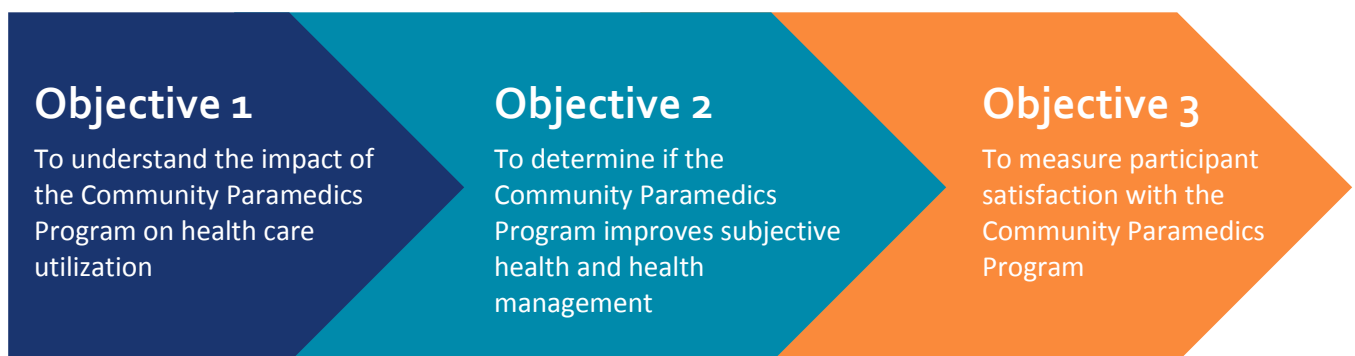 Objective 1
To understand the impact of
the Community Paramedics
Program on health care
utilization
Objective 2
To determine if the
Community Paramedics
Program improves subjective
health and health
management
Objective 3
To measure participant
satisfaction with the
Community Paramedics
Program